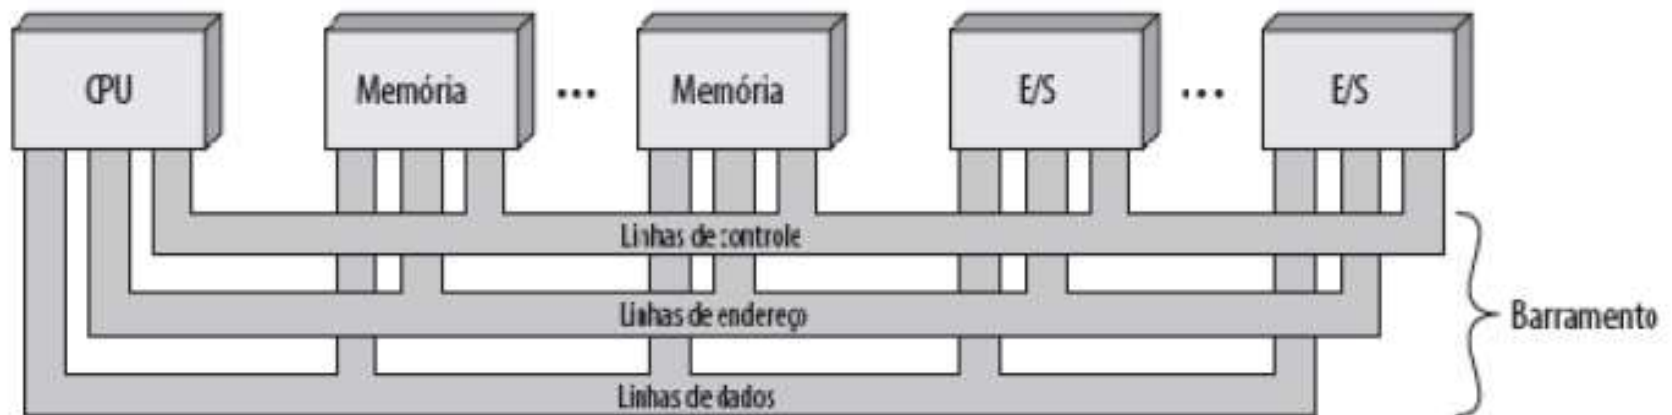 CPU
Memória
...
Memória
E/S
...
E/S
Linhas de controle
Linhas de endereço
Linhas de dados
Barramento